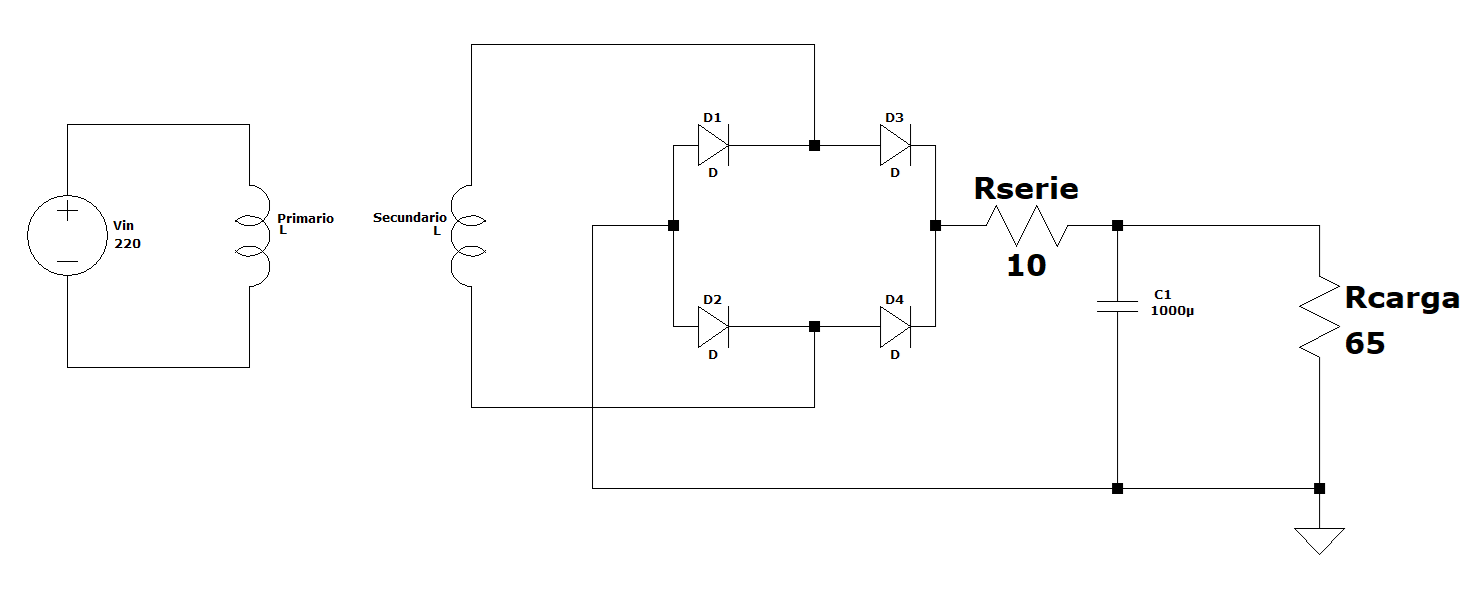 Vin
220
Primario
L
Secundario
L
D1
D
D3
D
D2
D
D4
D
Rserie
10
C1
1000µ
Rcarga
65